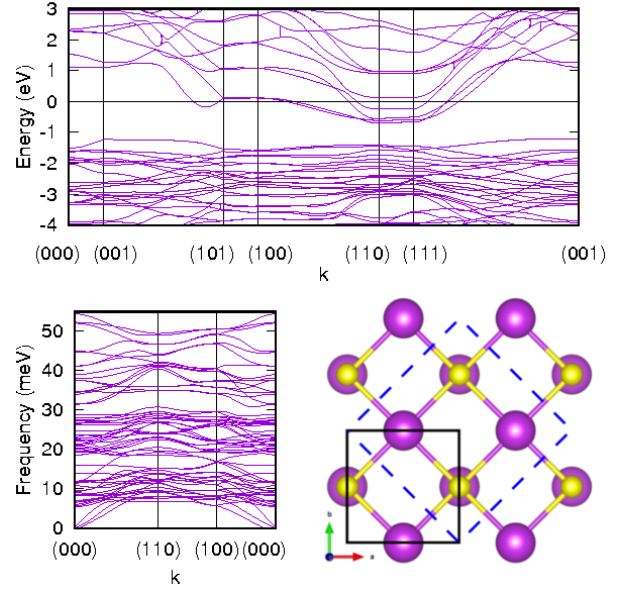 3
2
1
0
-1
-2
-3
-4
Energy (eV)
(000) (001) (101) (100) (110) (111) (001)
k
50
40
30
20
10
0
Frequency (meV)
(000) (110) (100) (000)
k
b
a